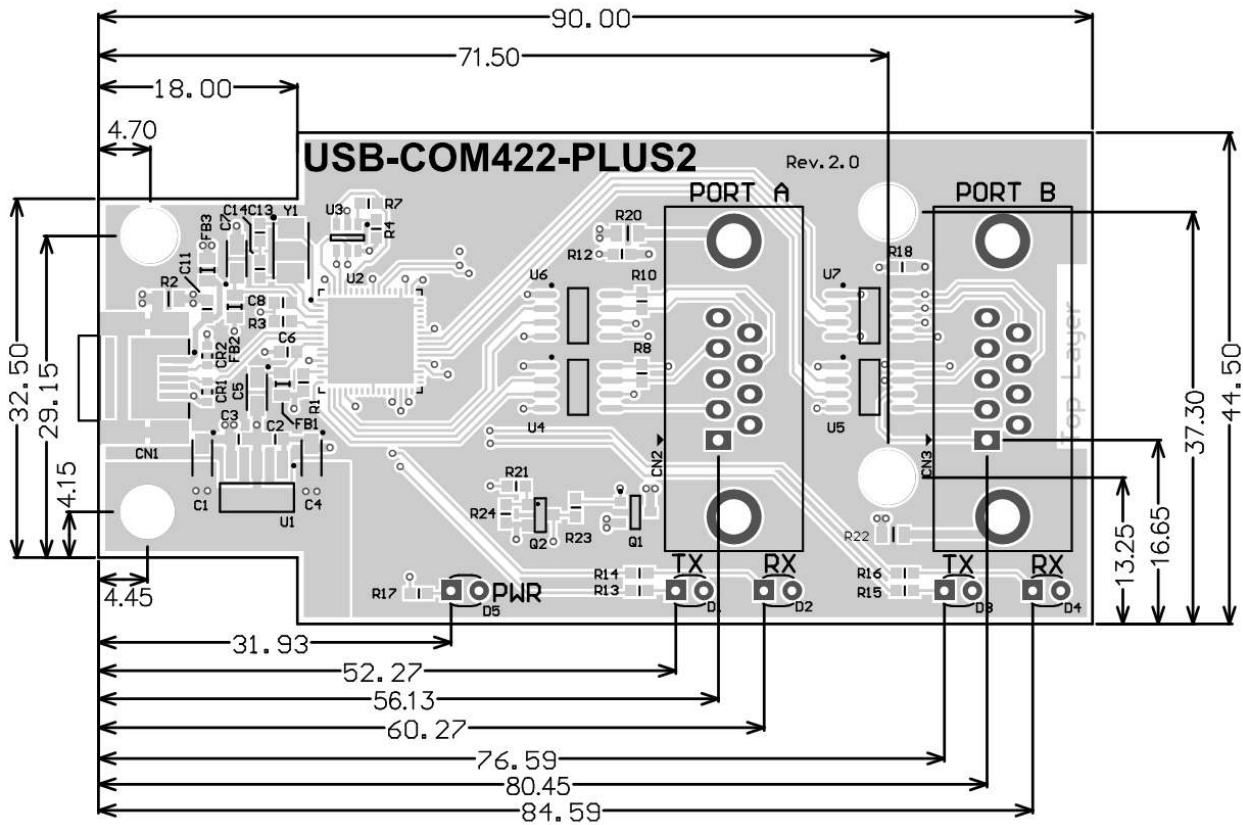 90.00
71.50
18.00
4.70
USB-COM422-PLUS2
Rev.2.0
PORT A
PORT B
FB3
C7
C14
C13
Y1
U3
R7
R4
R20
R12
R18
C11
U2
U6
R10
U7
R2
C8
R3
CR2
FB2
C6
R8
CR1
C5
R1
FB1
C3
C2
U4
U5
CN1
CN2
CN3
Top Layer
C1
U1
C4
R21
R24
Q2
R23
Q1
R22
TX
RX
TX
RX
R14
R13
R16
R15
R17
PWR
D5
D1
D2
D3
D4
32.50
29.15
4.15
4.45
13.25
16.65
37.30
44.50
31.93
52.27
56.13
60.27
76.59
80.45
84.59